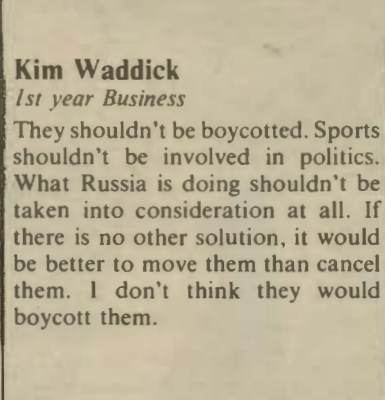 Kim Waddick
1st year Business
They shouldn't be boycotted. Sports
shouldn't be involved in politics.
What Russia is doing shouldn't be
taken into consideration at all. If
there is no other solution, it would
be better to move them than cancel
them. I don't think they would
boycott them.